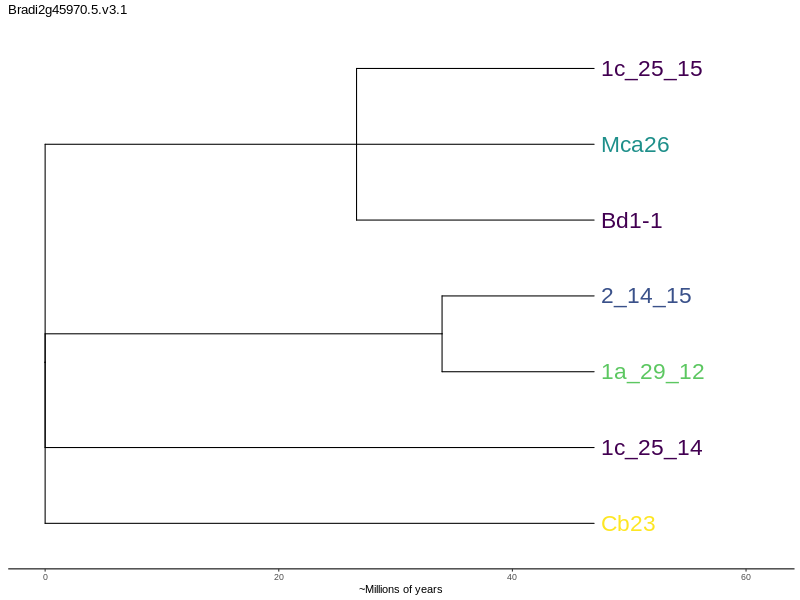 Bradi2g45970.5.v3.1
1c_25_15
Mca26
Bd1-1
2_14_15
1a_29_12
1c_25_14
Cb23
0 20 40 60
~Millions of years